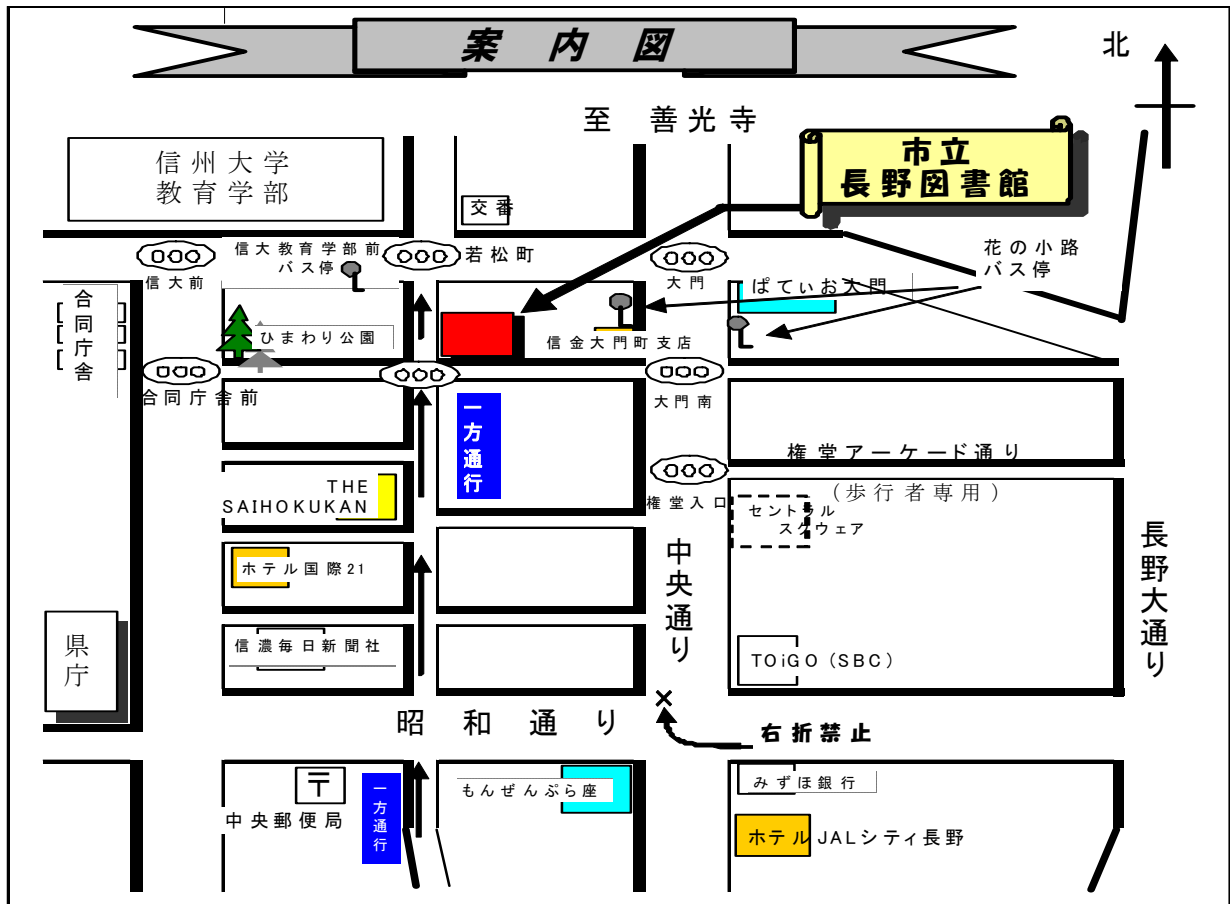 案内図
北
至 善光寺
市立
長野図書館
信州大学
教育学部
交番
信大教育学部前
バス停
若松町
大門
花の小路
バス停
信大前
合同庁舎
ひまわり公園
信金大門町支店
ぱてぃお大門
合同庁舎前
大門南
一方通行
権堂アーケード通り
(歩行者専用)
THE
SAIHOKUKAN
権堂入口
セントラル
スクウェア
ホテル国際21
中央通り
長野大通り
信濃毎日新聞社
県庁
TOiGO(SBC)
昭和通り
×
右折禁止
〒
中央郵便局
一方通行
もんぜんぷら座
みずほ銀行
ホテルJALシティ長野